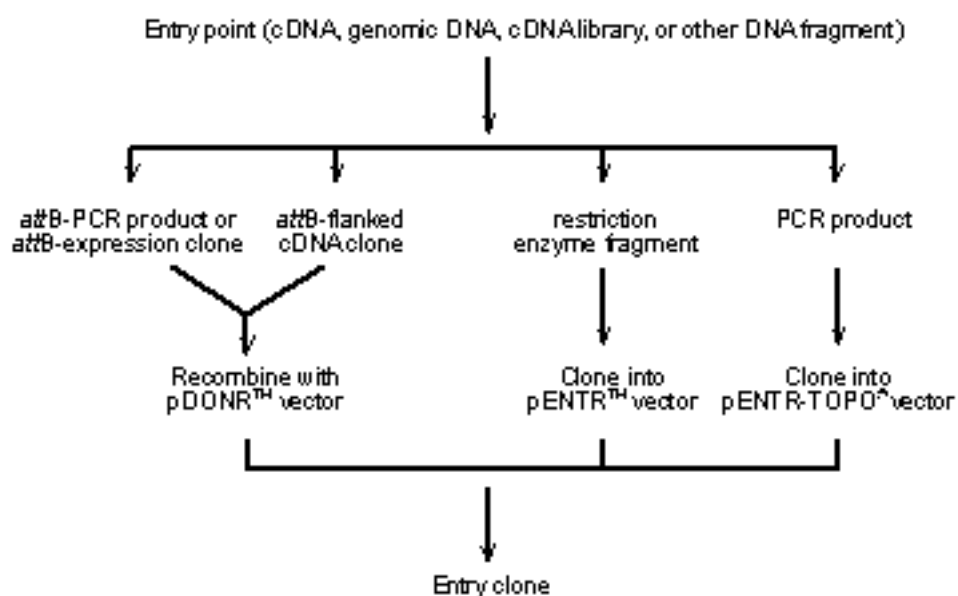 Entry point (cDNA, genomic DNA, cDNA library, or other DNA fragment)
attB-PCR product or
attB-expression clone
attB-flanked
cDNA clone
restriction
enzyme fragment
PCR product
Recombine with
pDONR™ vector
Clone into
pENTR™ vector
Clone into
pENTR-TOPO^ vector
Entry clone